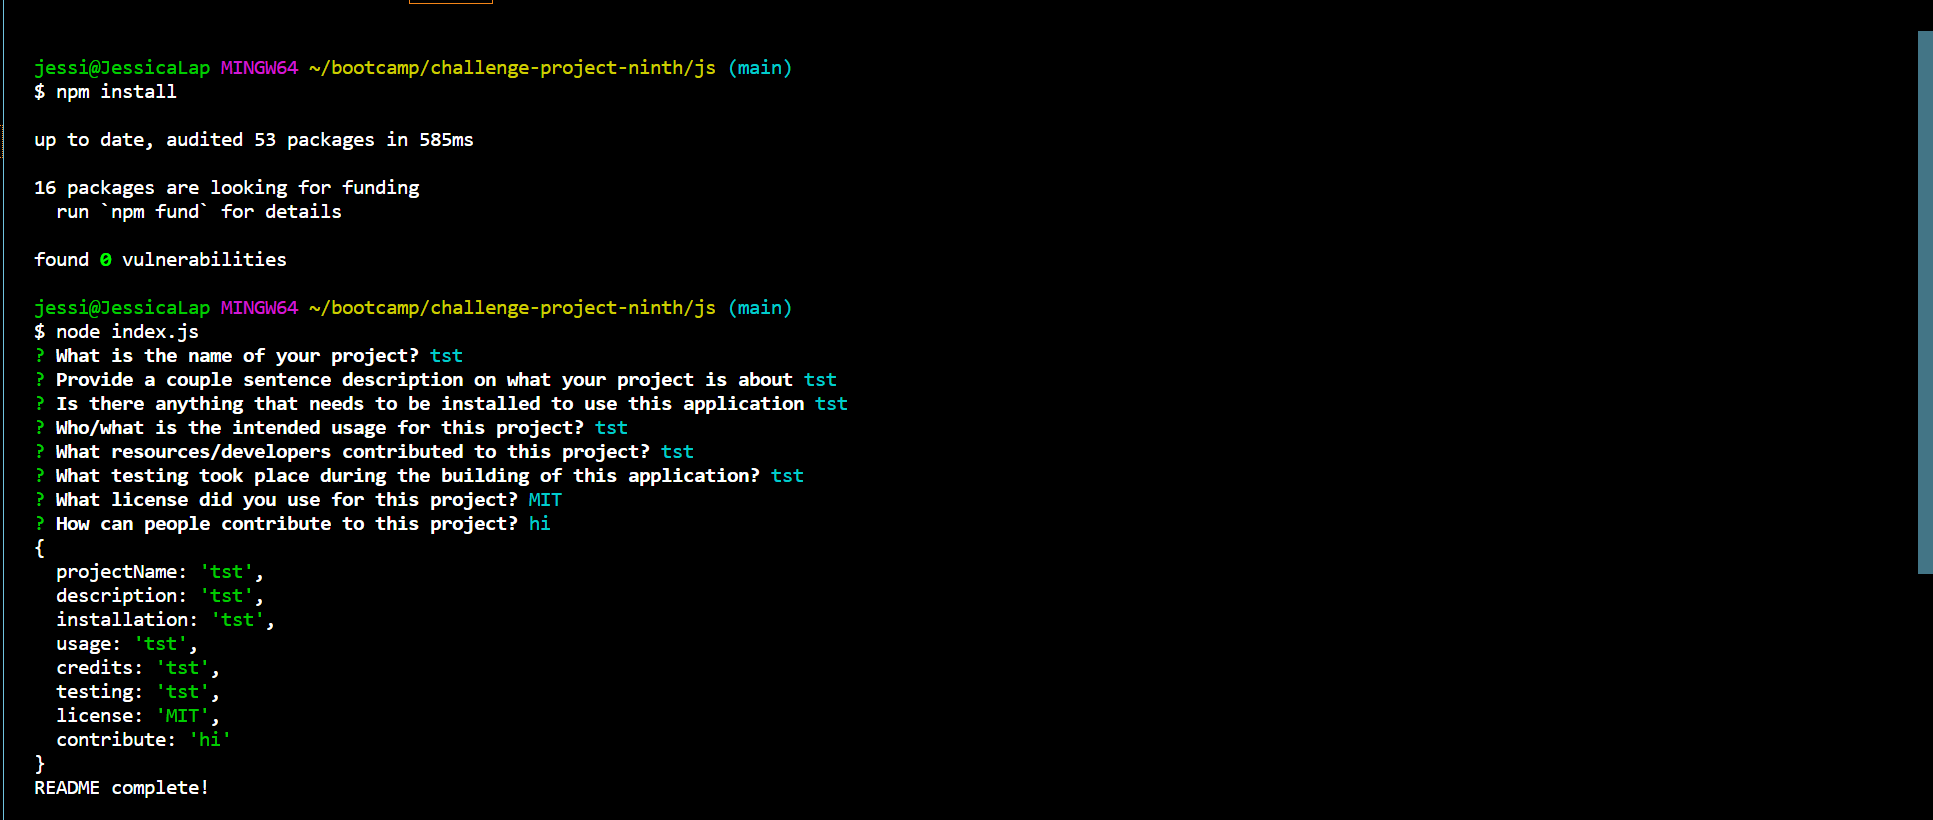 jessi@JessicaLap MINGW64 ~/bootcamp/challenge-project-ninth/js (main)
$ npm install
up to date, audited 53 packages in 585ms
16 packages are looking for funding
  run `npm fund` for details
found 0 vulnerabilities
jessi@JessicaLap MINGW64 ~/bootcamp/challenge-project-ninth/js (main)
$ node index.js
? What is the name of your project? tst
? Provide a couple sentence description on what your project is about tst
? Is there anything that needs to be installed to use this application tst
? Who/what is the intended usage for this project? tst
? What resources/developers contributed to this project? tst
? What testing took place during the building of this application? tst
? What license did you use for this project? MIT
? How can people contribute to this project? hi
{
  projectName: 'tst',
  description: 'tst',
  installation: 'tst',
  usage: 'tst',
  credits: 'tst',
  testing: 'tst',
  license: 'MIT',
  contribute: 'hi'
}
README complete!